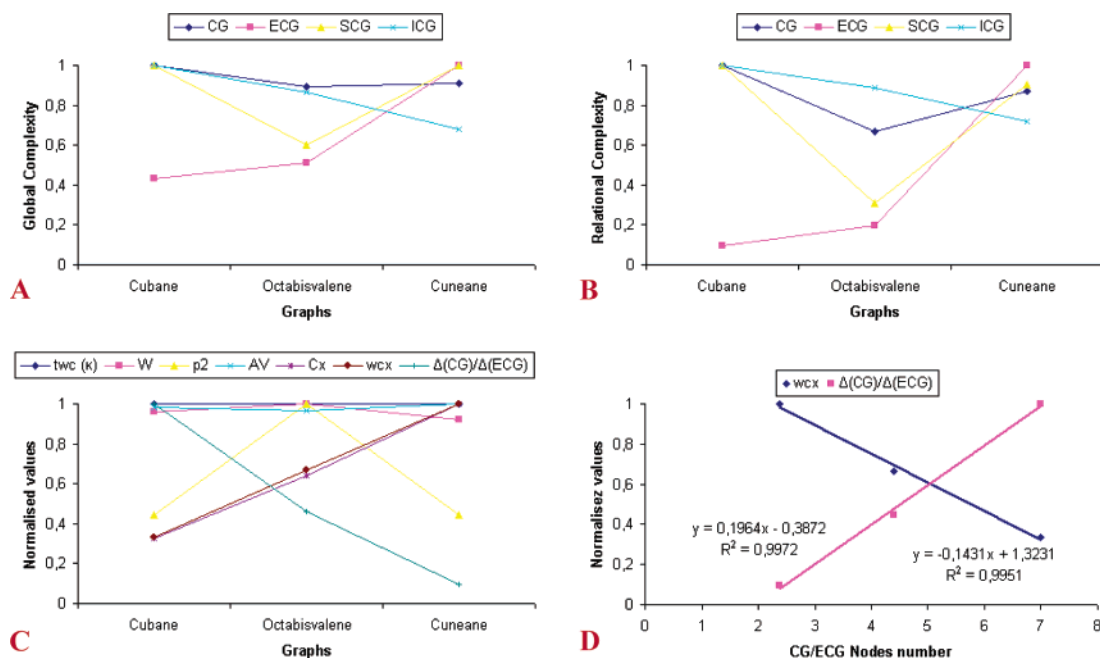 CG ECG SCG ICG
Global Complexity
1
0,8
0,6
0,4
0,2
0
Cubane Octabisvalene Cuneane
Graphs
A
CG ECG SCG ICG
Relational Complexity
1
0,8
0,6
0,4
0,2
0
Cubane Octabisvalene Cuneane
Graphs
B
twc (κ) W p2 AV Cx wcx Δ(CG)/Δ(ECG)
Normalised values
1
0,8
0,6
0,4
0,2
0
Cubane Octabisvalene Cuneane
Graphs
C
wcx Δ(CG)/Δ(ECG)
Normalisez values
1
0,8
0,6
0,4
0,2
0
y = 0,1964x - 0,3872
R² = 0,9972
y = -0,1431x + 1,3231
R² = 0,9951
0 1 2 3 4 5 6 7 8
CG/ECG Nodes number
D